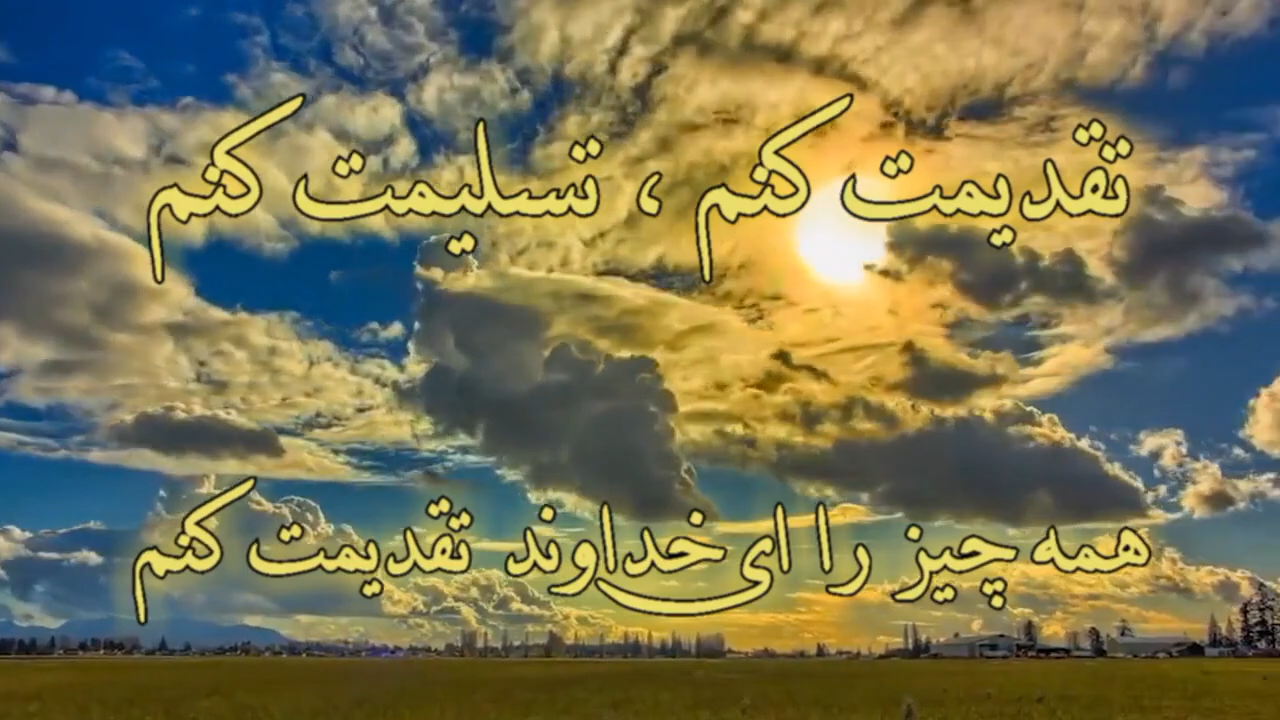 تقدیمت کنم ، تسلیمت کنم
همه چیز را ای خداوند تقدیمت کنم